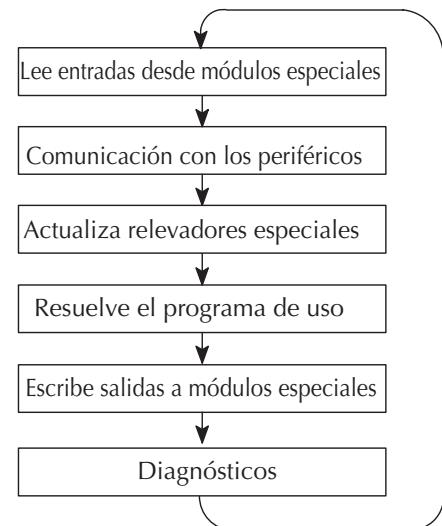 Lee entradas desde módulos especiales
Comunicación con los periféricos
Actualiza relevadores especiales
Resuelve el programa de uso
Escribe salidas a módulos especiales
Diagnósticos